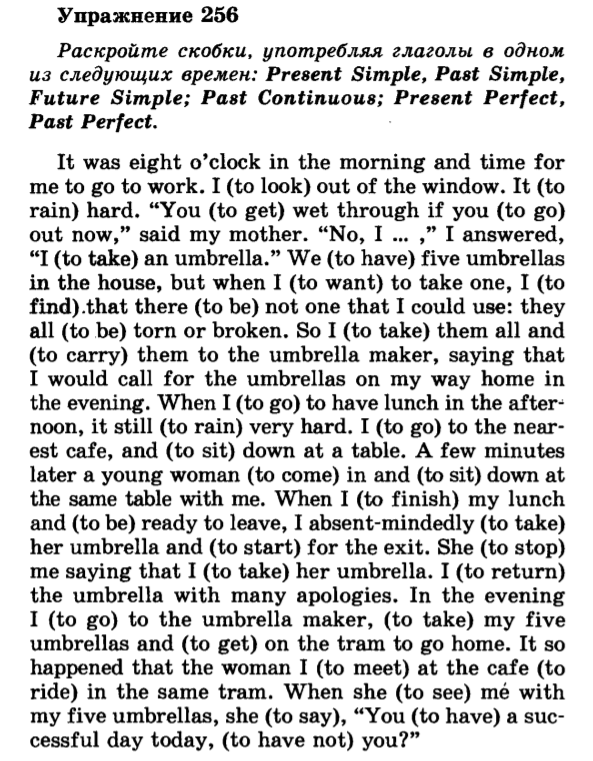 Упражнение 256
Раскройте скобки, употребляя глаголы в одном
из следующих времен: Present Simple, Past Simple,
Future Simple; Past Continuous; Present Perfect,
Past Perfect.
It was eight o’clock in the morning and time for
me to go to work. I (to look) out of the window. It (to
rain) hard. “You (to get) wet through if you (to go)
out now,” said my mother. “No, I ... ,” I answered,
“I (to take) an umbrella.” We (to have) five umbrellas
in the house, but when I (to want) to take one, I (to
find).that there (to be) not one that I could use: they
all (to be) torn or broken. So I (to take) them all and
(to carry) them to the umbrella maker, saying that
I would call for the umbrellas on my way home in
the evening. When I (to go) to have lunch in the after-
noon, it still (to rain) very hard. I (to go) to the near-
est cafe, and (to sit) down at a table. A few minutes
later a young woman (to come) in and (to sit) down at
the same table with me. When I (to finish) my lunch
and (to be) ready to leave, I absent-mindedly (to take)
her umbrella and (to start) for the exit. She (to stop)
me saying that I (to take) her umbrella. I (to return)
the umbrella with many apologies. In the evening
I (to go) to the umbrella maker, (to take) my five
umbrellas and (to get) on the tram to go home. It so
happened that the woman I (to meet) at the cafe (to
ride) in the same tram. When she (to see) mé with
my five umbrellas, she (to say), “You (to have) a suc-
cessful day today, (to have not) you?”